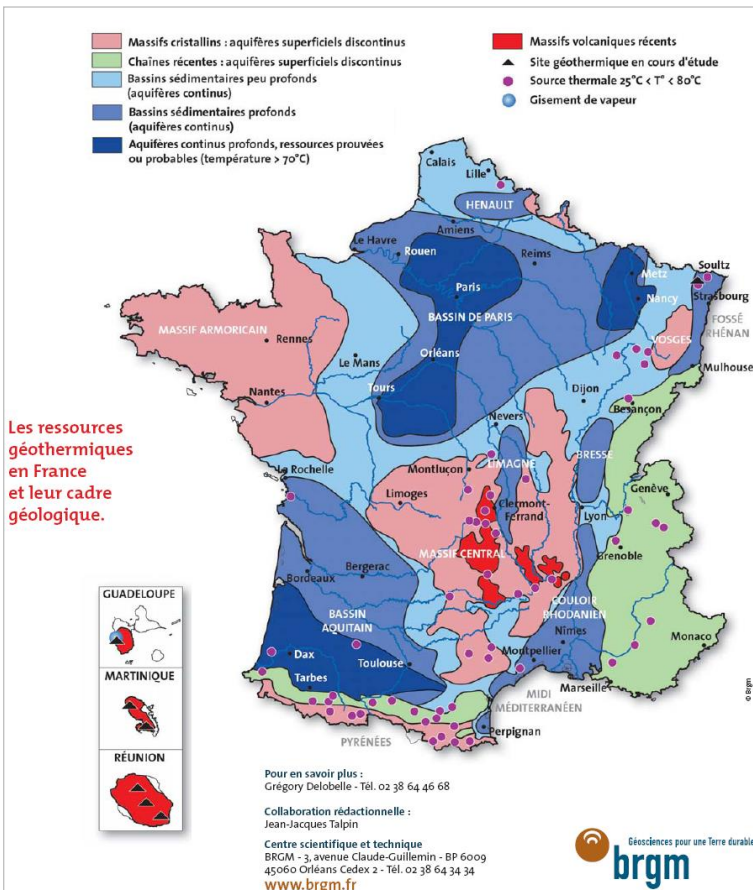 Massifs cristallins : aquifères superficiels discontinus
Chaînes récentes : aquifères superficiels discontinus
Bassins sédimentaires peu profonds
(aquifères continus)
Bassins sédimentaires profonds
(aquifères continus)
Aquifères continus profonds, ressources prouvées
ou probables (température > 70°C)
Massifs volcaniques récents
Site géothermique en cours d'étude
Source thermale 25°C < T° < 80°C
Gisement de vapeur
Calais
Lille
HENAULT
Amiens
Le Havre
Rouen
Reims
Metz
Soultz
Strasbourg
Paris
Nancy
BASSIN DE PARIS
FOSSÉ
RHÉNAN
MASSIF ARMORICAIN
Rennes
VOSGES
Le Mans
Orléans
Mulhouse
Nantes
Tours
Dijon
Besançon
Nevers
Les ressources
géothermiques
en France
et leur cadre
géologique.
La Rochelle
Montluçon
LIMAGNE
BRESSE
Genève
Limoges
Clermont-
Ferrand
Lyon
MASSIF CENTRAL
Grenoble
Bordeaux
Bergerac
COULOIR
RHODANIEN
BASSIN
AQUITAIN
Nîmes
Dax
Toulouse
Montpellier
Monaco
Tarbes
Marseille
MIDI
MÉDITERRANÉEN
PYRÉNÉES
Perpignan
GUADELOUPE
MARTINIQUE
RÉUNION
© Brgm
Pour en savoir plus :
Grégory Delobelle - Tél. 02 38 64 46 68
Collaboration rédactionnelle :
Jean-Jacques Talpin
Centre scientifique et technique
BRGM - 3, avenue Claude-Guillemin - BP 6009
45060 Orléans Cedex 2 - Tél. 02 38 64 34 34
www.brgm.fr
Géosciences pour une Terre durable
brgm